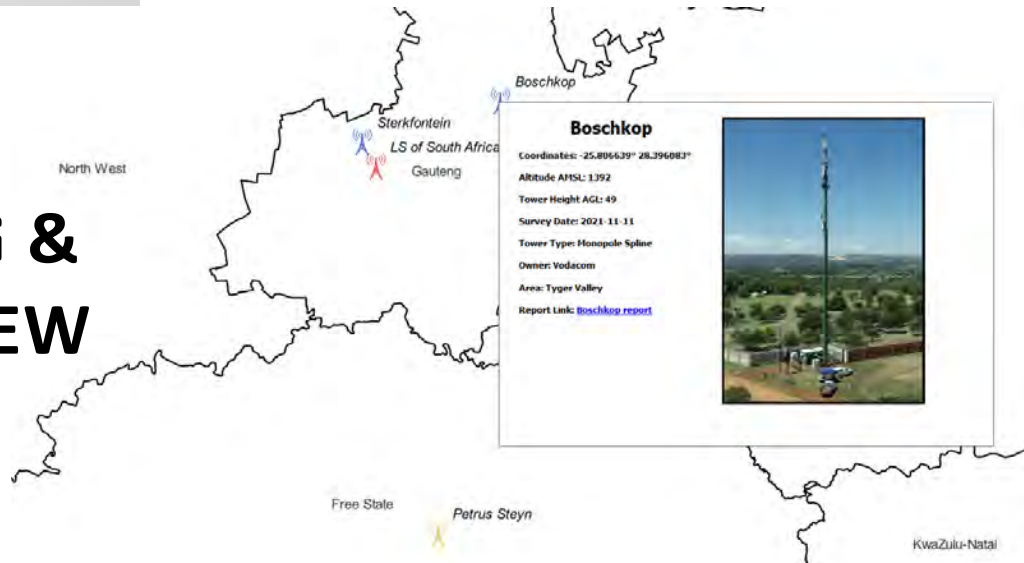 Boschkop
Sterkfontein
LS of South Africa
North West
Gauteng
&
EW
Boschkop
Coordinates: -25.806639° 28.396083°
Altitude AMSL: 1392
Tower Height AGL: 49
Survey Date: 2021-11-11
Tower Type: Monopole Spline
Owner: Vodacom
Area: Tyger Valley
Report Link: Boschkop report
Free State
Petrus Steyn
KwaZulu-Natal